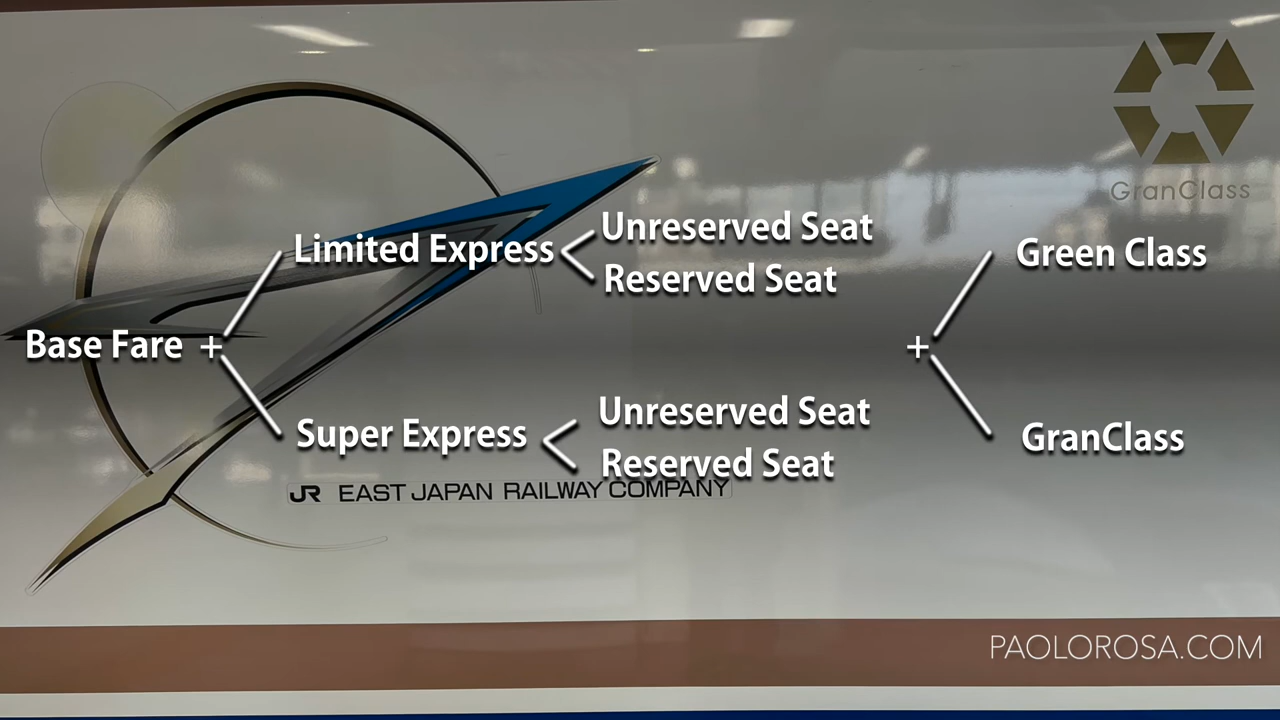 GranClass
Unreserved Seat
Limited Express
Reserved Seat
Green Class
Base Fare +
+
Unreserved Seat
Super Express
Reserved Seat
GranClass
JR EAST JAPAN RAILWAY COMPANY
PAOLOROSA.COM